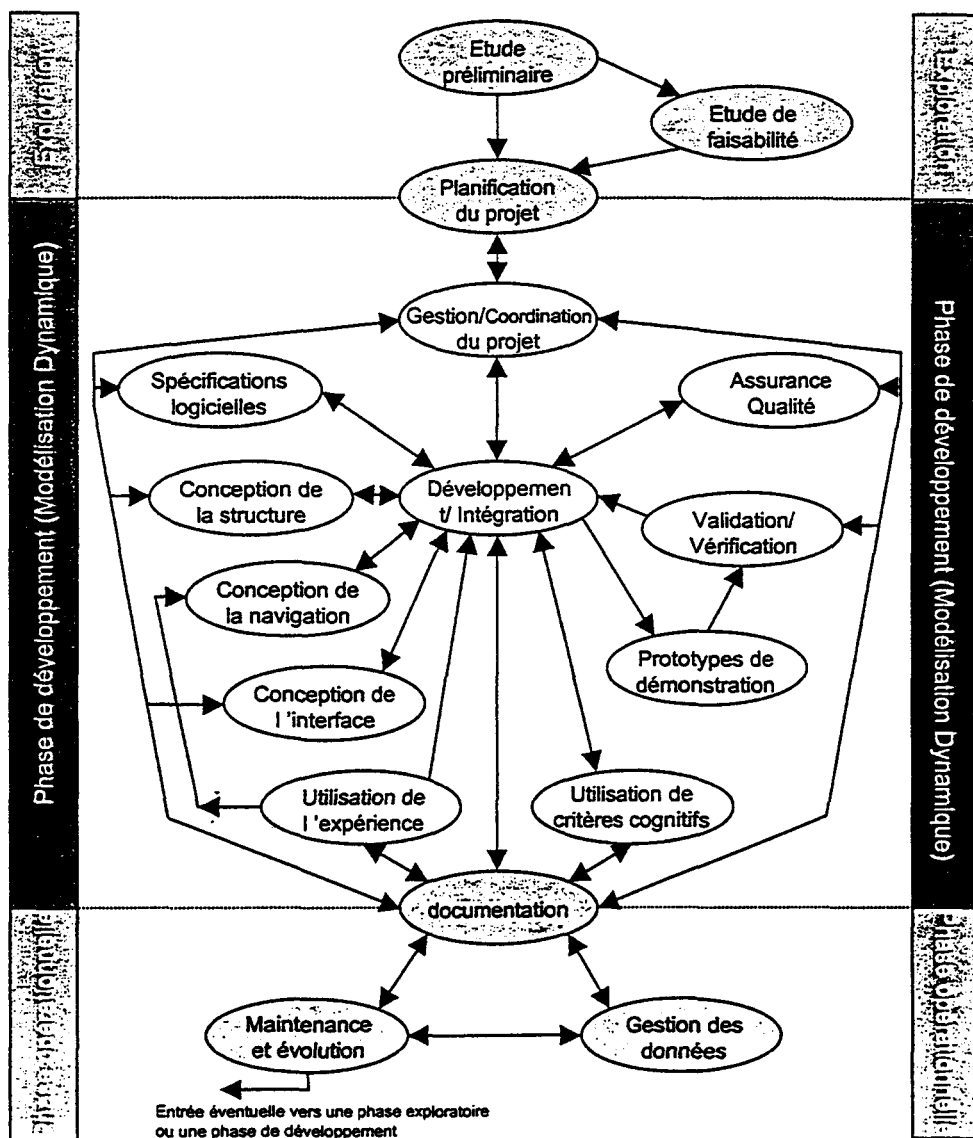 Etude
préliminaire
Etude de
faisabilité
Exploration
Exploration
Planification
du projet
Phase de développement (Modélisation Dynamique)
Phase de développement (Modélisation Dynamique)
Gestion/Coordination
du projet
Spécifications
logicielles
Assurance
Qualité
Conception de
la structure
Développemen
t/ Intégration
Validation/
Vérification
Conception de
la navigation
Prototypes de
démonstration
Conception de
l 'interface
Utilisation de
l 'expérience
Utilisation de
critères cognitifs
documentation
Maintenance
et évolution
Gestion des
données
Entrée éventuelle vers une phase exploratoire
ou une phase de développement